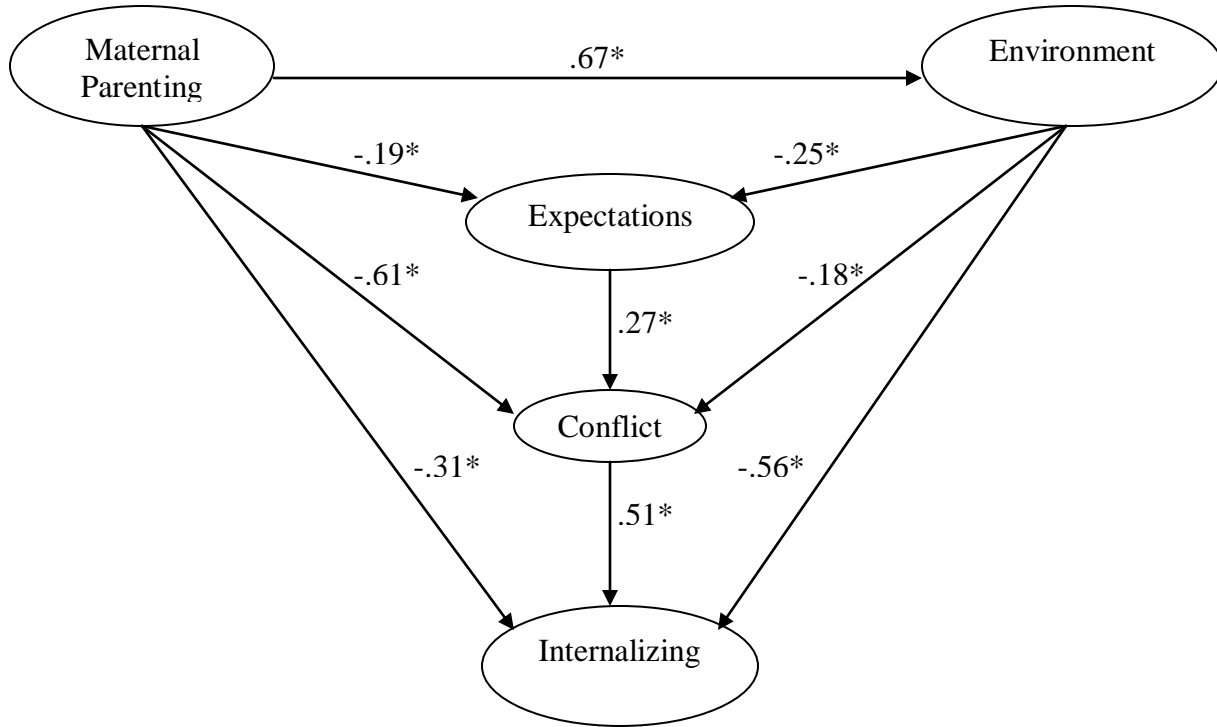 Maternal
Parenting
Environment
.67*
-.19*
-.25*
Expectations
-.61*
-.18*
.27*
Conflict
-.31*
-.56*
.51*
Internalizing